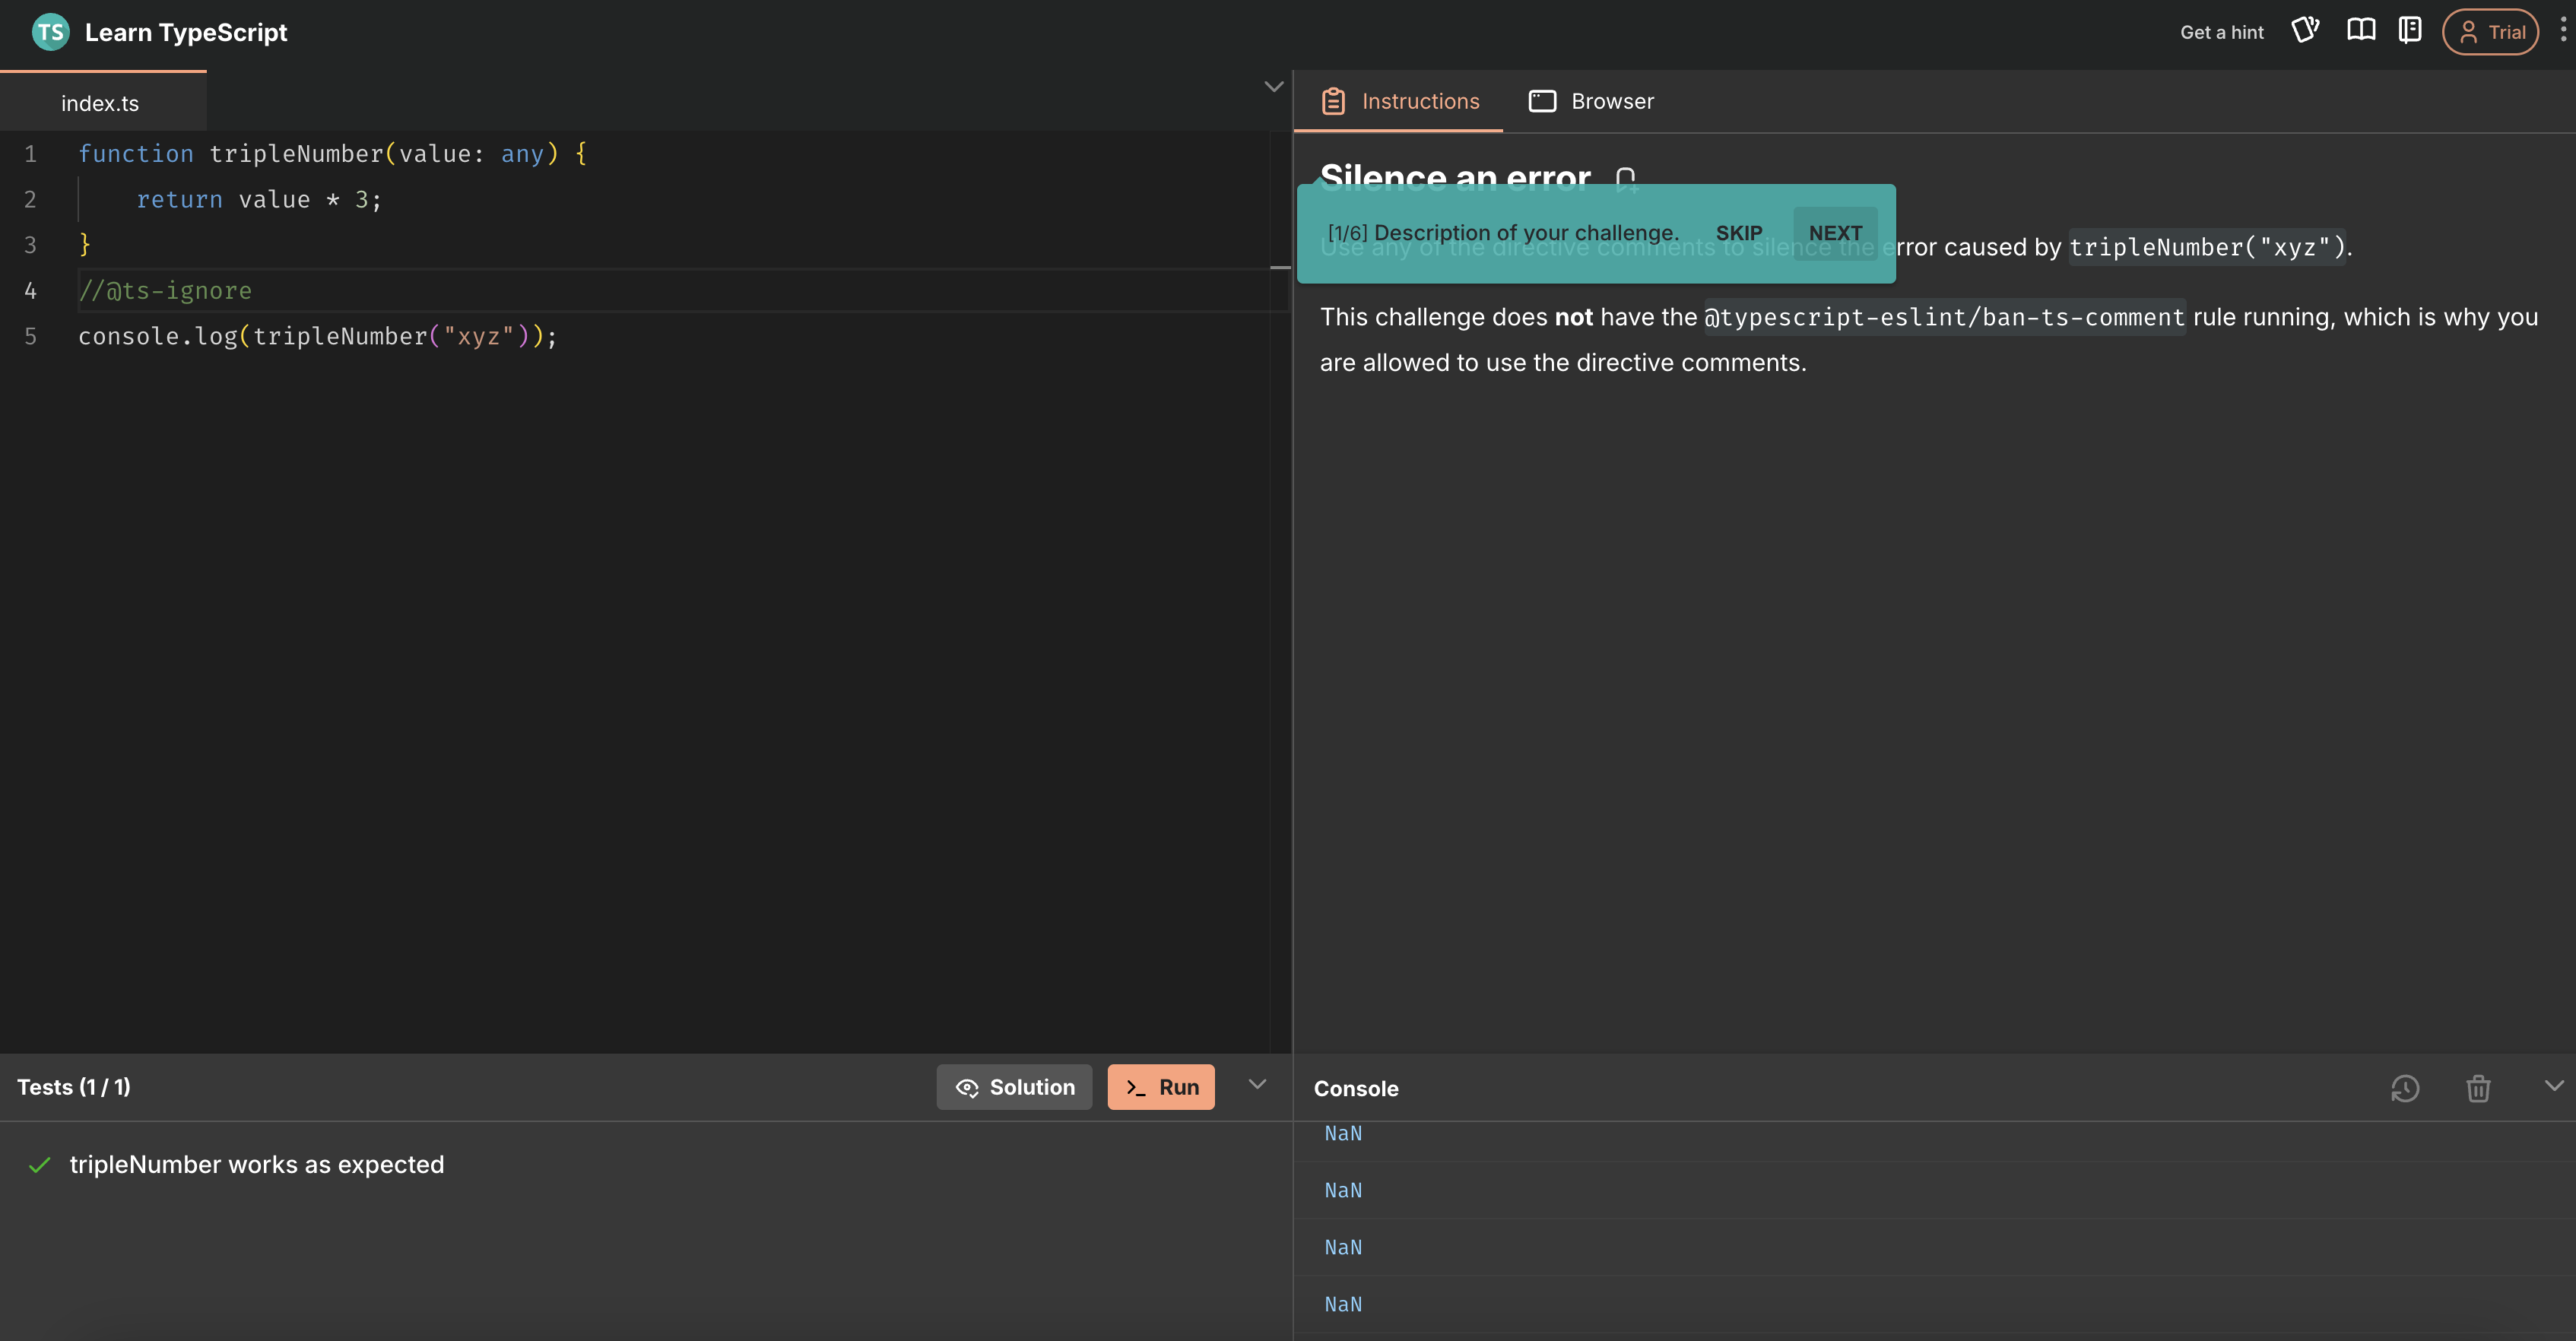 TS Learn TypeScript
Get a hint
Trial
index.ts
1 function tripleNumber(value: any) {
2 return value * 3;
3 }
4 //@ts-ignore
5 console.log(tripleNumber("xyz"));
Instructions
Browser
Silence an error
[1/6] Description of your challenge. SKIP NEXT
Use any of the directive comments to silence the error caused by tripleNumber("xyz").
This challenge does not have the @typescript-eslint/ban-ts-comment rule running, which is why you
are allowed to use the directive comments.
Tests (1 / 1)
Solution
>_ Run
tripleNumber works as expected
Console
NaN
NaN
NaN
NaN